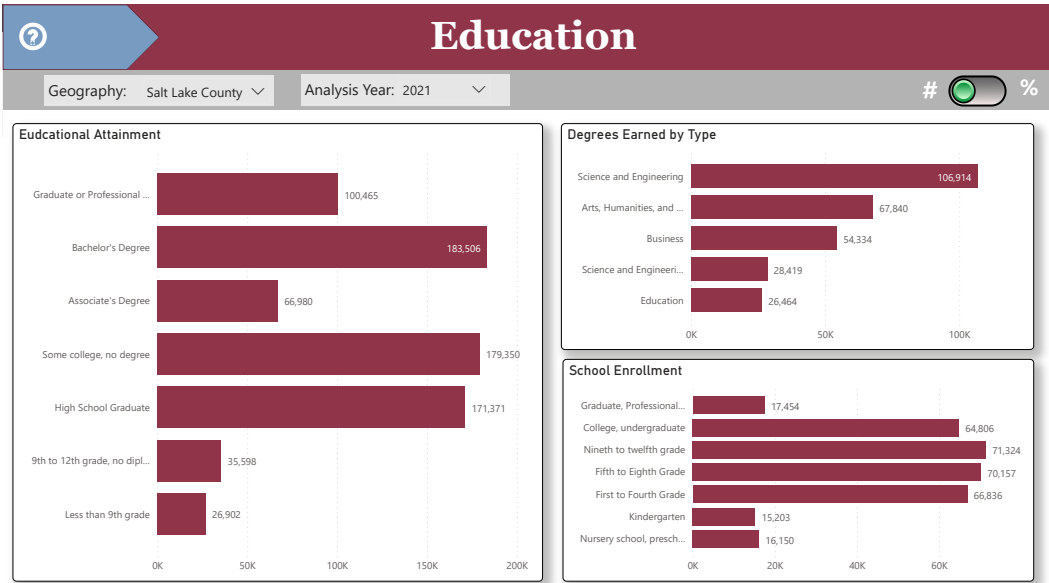 ?
Education
Geography: Salt Lake County
Analysis Year: 2021
# %
Eudcational Attainment
Graduate or Professional ... 100,465
Bachelor's Degree 183,506
Associate's Degree 66,980
Some college, no degree 179,350
High School Graduate 171,371
9th to 12th grade, no dipl... 35,598
Less than 9th grade 26,902
0K 50K 100K 150K 200K
Degrees Earned by Type
Science and Engineering 106,914
Arts, Humanities, and ... 67,840
Business 54,334
Science and Engineeri... 28,419
Education 26,464
0K 50K 100K
School Enrollment
Graduate, Professional... 17,454
College, undergraduate 64,806
Nineth to twelfth grade 71,324
Fifth to Eighth Grade 70,157
First to Fourth Grade 66,836
Kindergarten 15,203
Nursery school, presch... 16,150
0K 20K 40K 60K